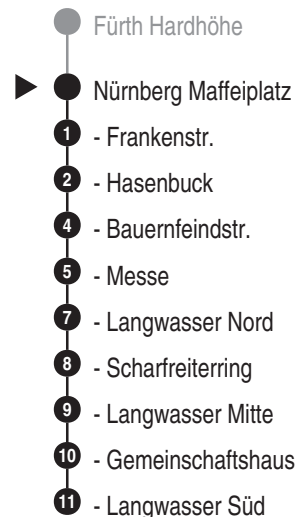 Fürth Hardhöhe
Nürnberg Maffeiplatz
1 - Frankenstr.
2 - Hasenbuck
4 - Bauernfeindstr.
5 - Messe
7 - Langwasser Nord
8 - Scharfreiterring
9 - Langwasser Mitte
10 - Gemeinschaftshaus
11 - Langwasser Süd